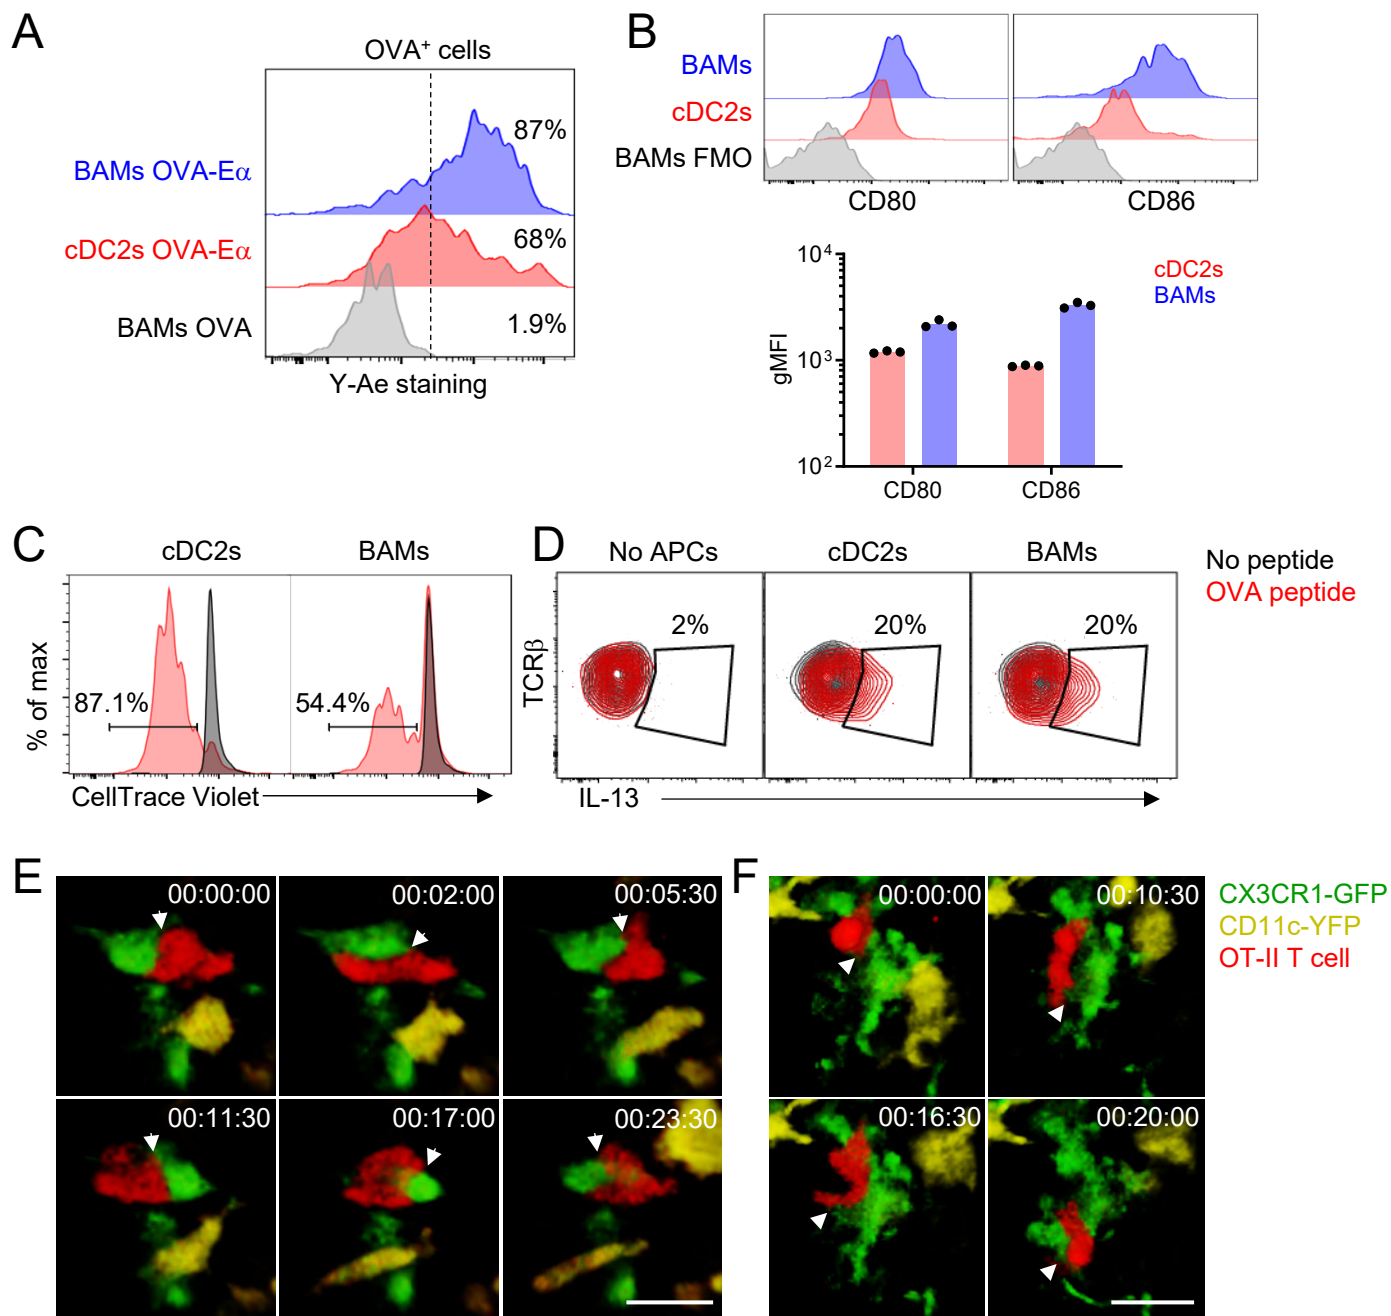 A
OVA⁺ cells
BAMs OVA-Eα
87%
cDC2s OVA-Eα
68%
BAMs OVA
1.9%
Y-Ae staining
B
BAMs
cDC2s
BAMs FMO
CD80
CD86
10⁴
10³
10²
gMFI
cDC2s
BAMs
CD80
CD86
C
cDC2s
BAMs
% of max
87.1%
54.4%
CellTrace Violet
D
No APCs
cDC2s
BAMs
No peptide
OVA peptide
2%
20%
20%
TCRβ
IL-13
E
00:00:00
00:02:00
00:05:30
00:11:30
00:17:00
00:23:30
F
00:00:00
00:10:30
00:16:30
00:20:00
CX3CR1-GFP
CD11c-YFP
OT-II T cell